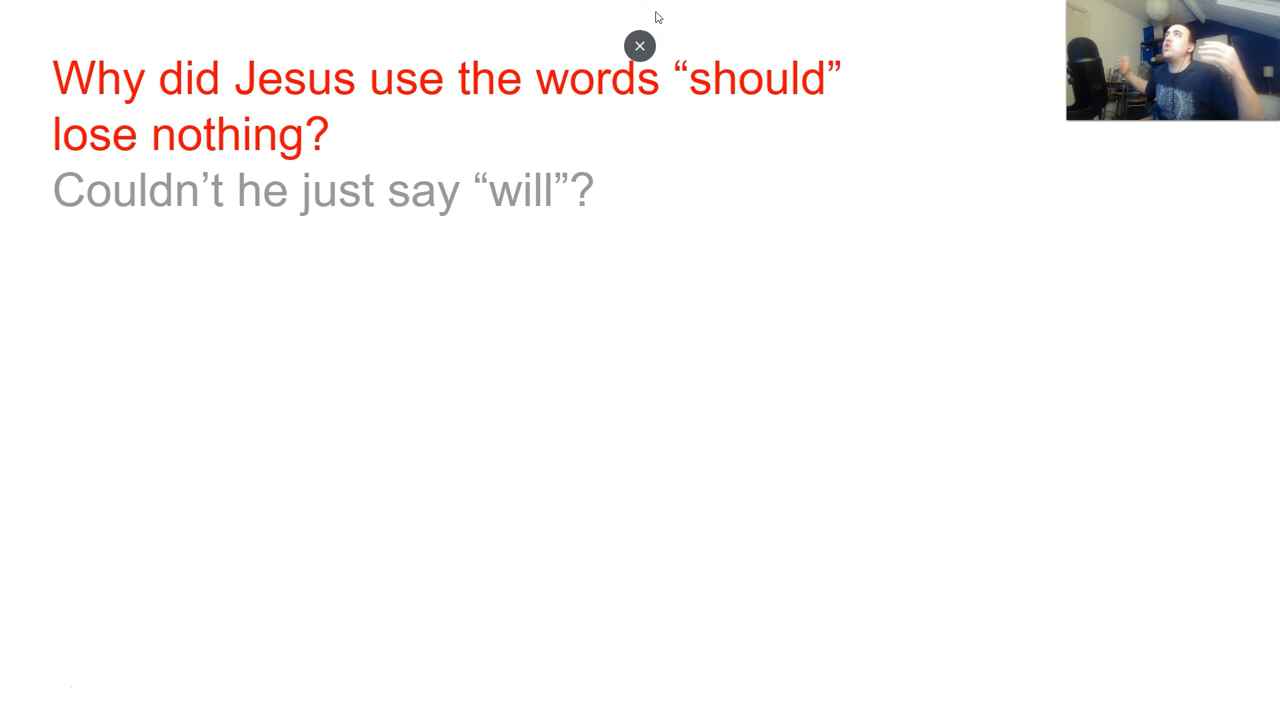 Why did Jesus use the words “should”
lose nothing?
Couldn’t he just say “will”?